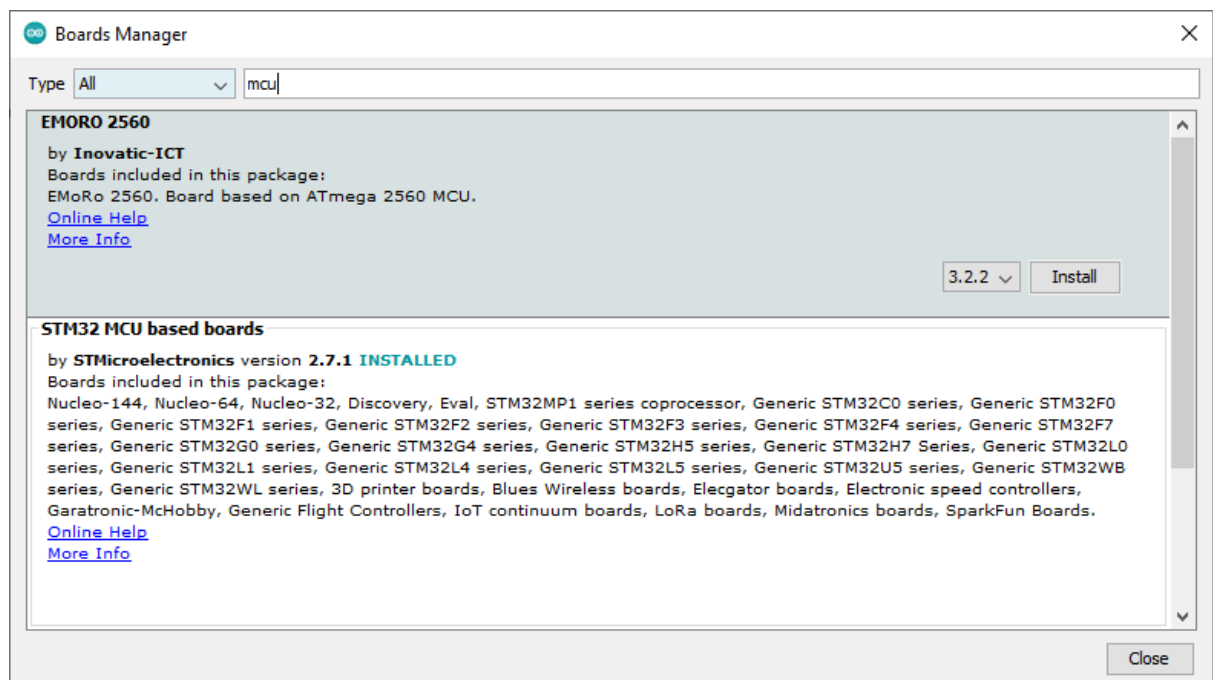 Boards Manager
Type All mcu
EMORO 2560
by Inovatic-ICT
Boards included in this package:
EMoRo 2560. Board based on ATmega 2560 MCU.
Online Help
More Info
3.2.2 Install
STM32 MCU based boards
by STMicroelectronics version 2.7.1 INSTALLED
Boards included in this package:
Nucleo-144, Nucleo-64, Nucleo-32, Discovery, Eval, STM32MP1 series coprocessor, Generic STM32C0 series, Generic STM32F0
series, Generic STM32F1 series, Generic STM32F2 series, Generic STM32F3 series, Generic STM32F4 series, Generic STM32F7
series, Generic STM32G0 series, Generic STM32G4 series, Generic STM32H5 series, Generic STM32H7 Series, Generic STM32L0
series, Generic STM32L1 series, Generic STM32L4 series, Generic STM32L5 series, Generic STM32U5 series, Generic STM32WB
series, Generic STM32WL series, 3D printer boards, Blues Wireless boards, Elecgator boards, Electronic speed controllers,
Garatronic-McHobby, Generic Flight Controllers, IoT continuum boards, LoRa boards, Midatronics boards, SparkFun Boards.
Online Help
More Info
Close